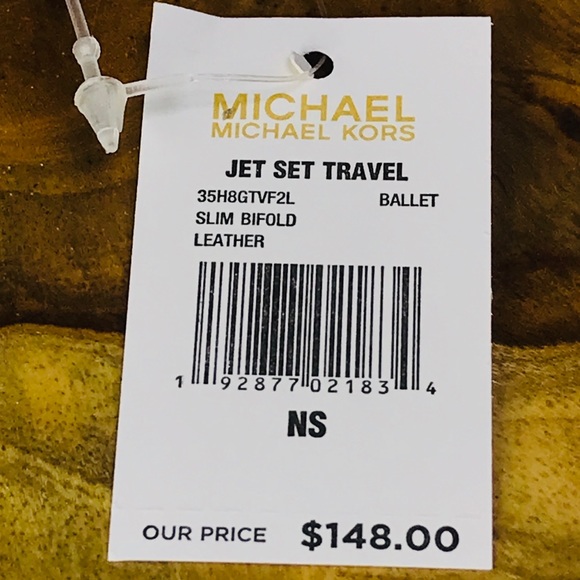 MICHAEL
MICHAEL KORS
JET SET TRAVEL
35H8GTVF2L BALLET
SLIM BIFOLD
LEATHER
1 92877 02183 4
NS
OUR PRICE $148.00